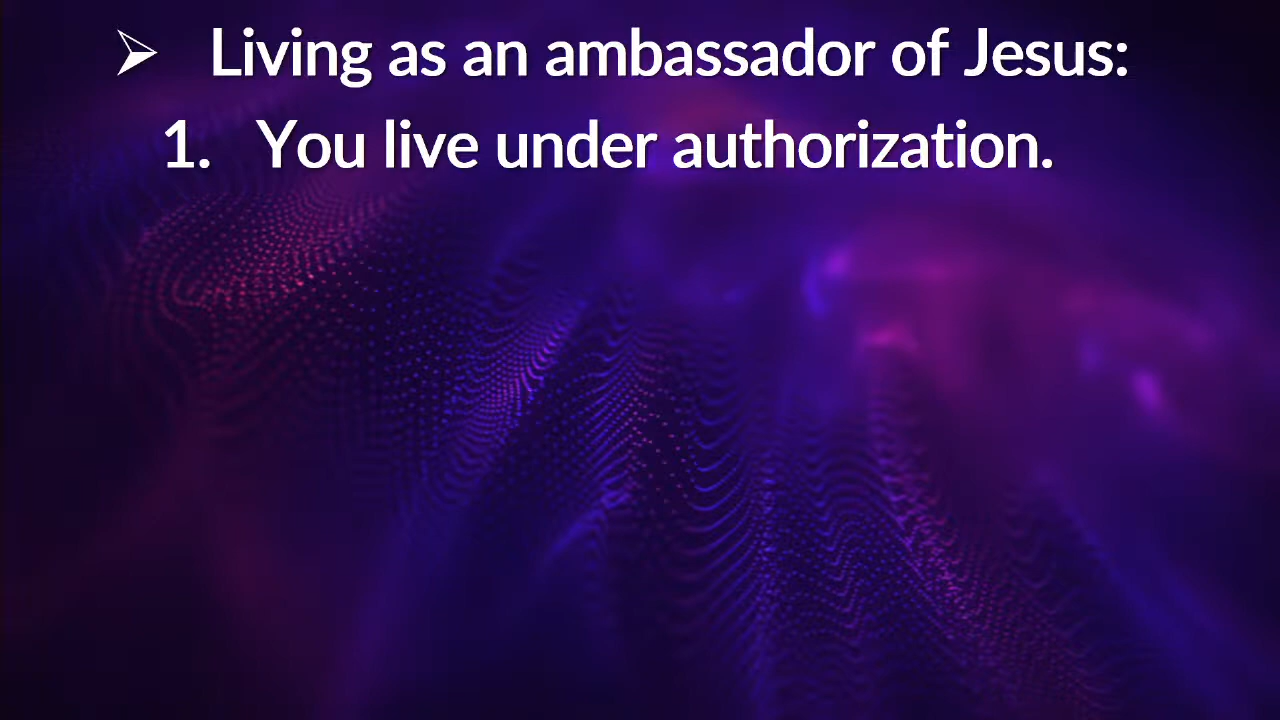 ➢ Living as an ambassador of Jesus:
1. You live under authorization.